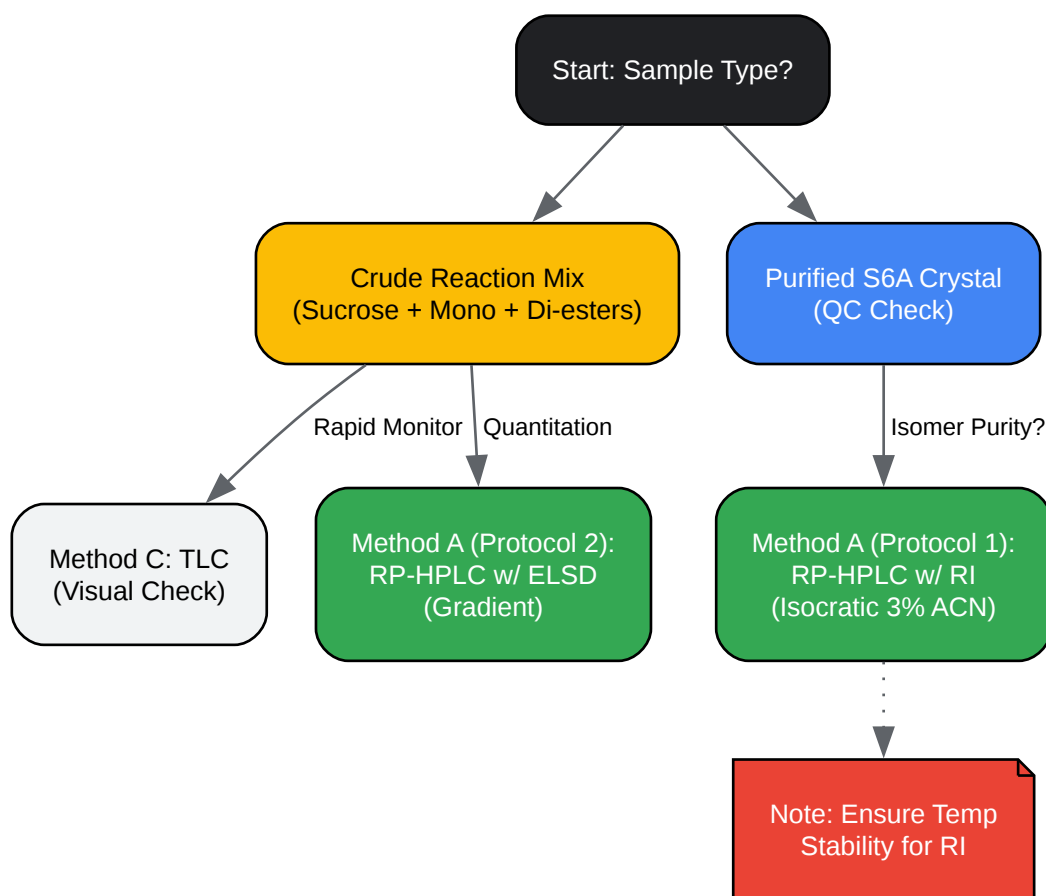 Start: Sample Type?
Crude Reaction Mix
(Sucrose + Mono + Di-esters)
Purified S6A Crystal
(QC Check)
Rapid Monitor
Quantitation
Isomer Purity?
Method C: TLC
(Visual Check)
Method A (Protocol 2):
RP-HPLC w/ ELSD
(Gradient)
Method A (Protocol 1):
RP-HPLC w/ RI
(Isocratic 3% ACN)
Note: Ensure Temp
Stability for RI